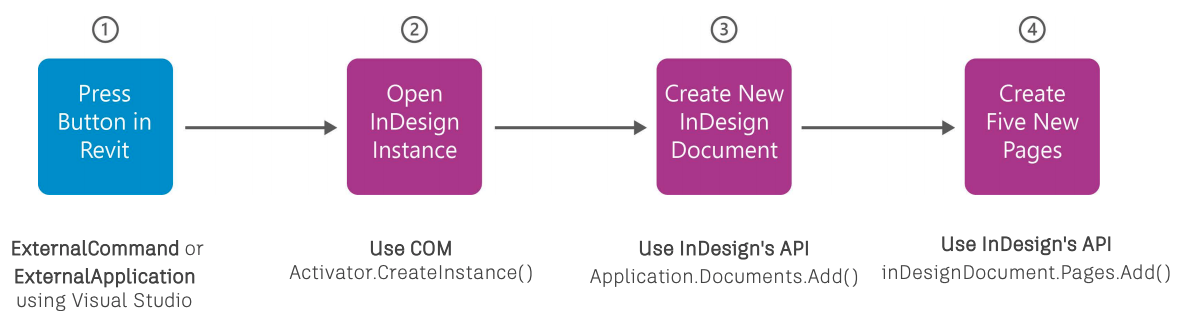 1
2
3
4
Press
Button in
Revit
Open
InDesign
Instance
Create New
InDesign
Document
Create
Five New
Pages
ExternalCommand or
ExternalApplication
using Visual Studio
Use COM
Activator.CreateInstance()
Use InDesign's API
Application.Documents.Add()
Use InDesign's API
inDesignDocument.Pages.Add()